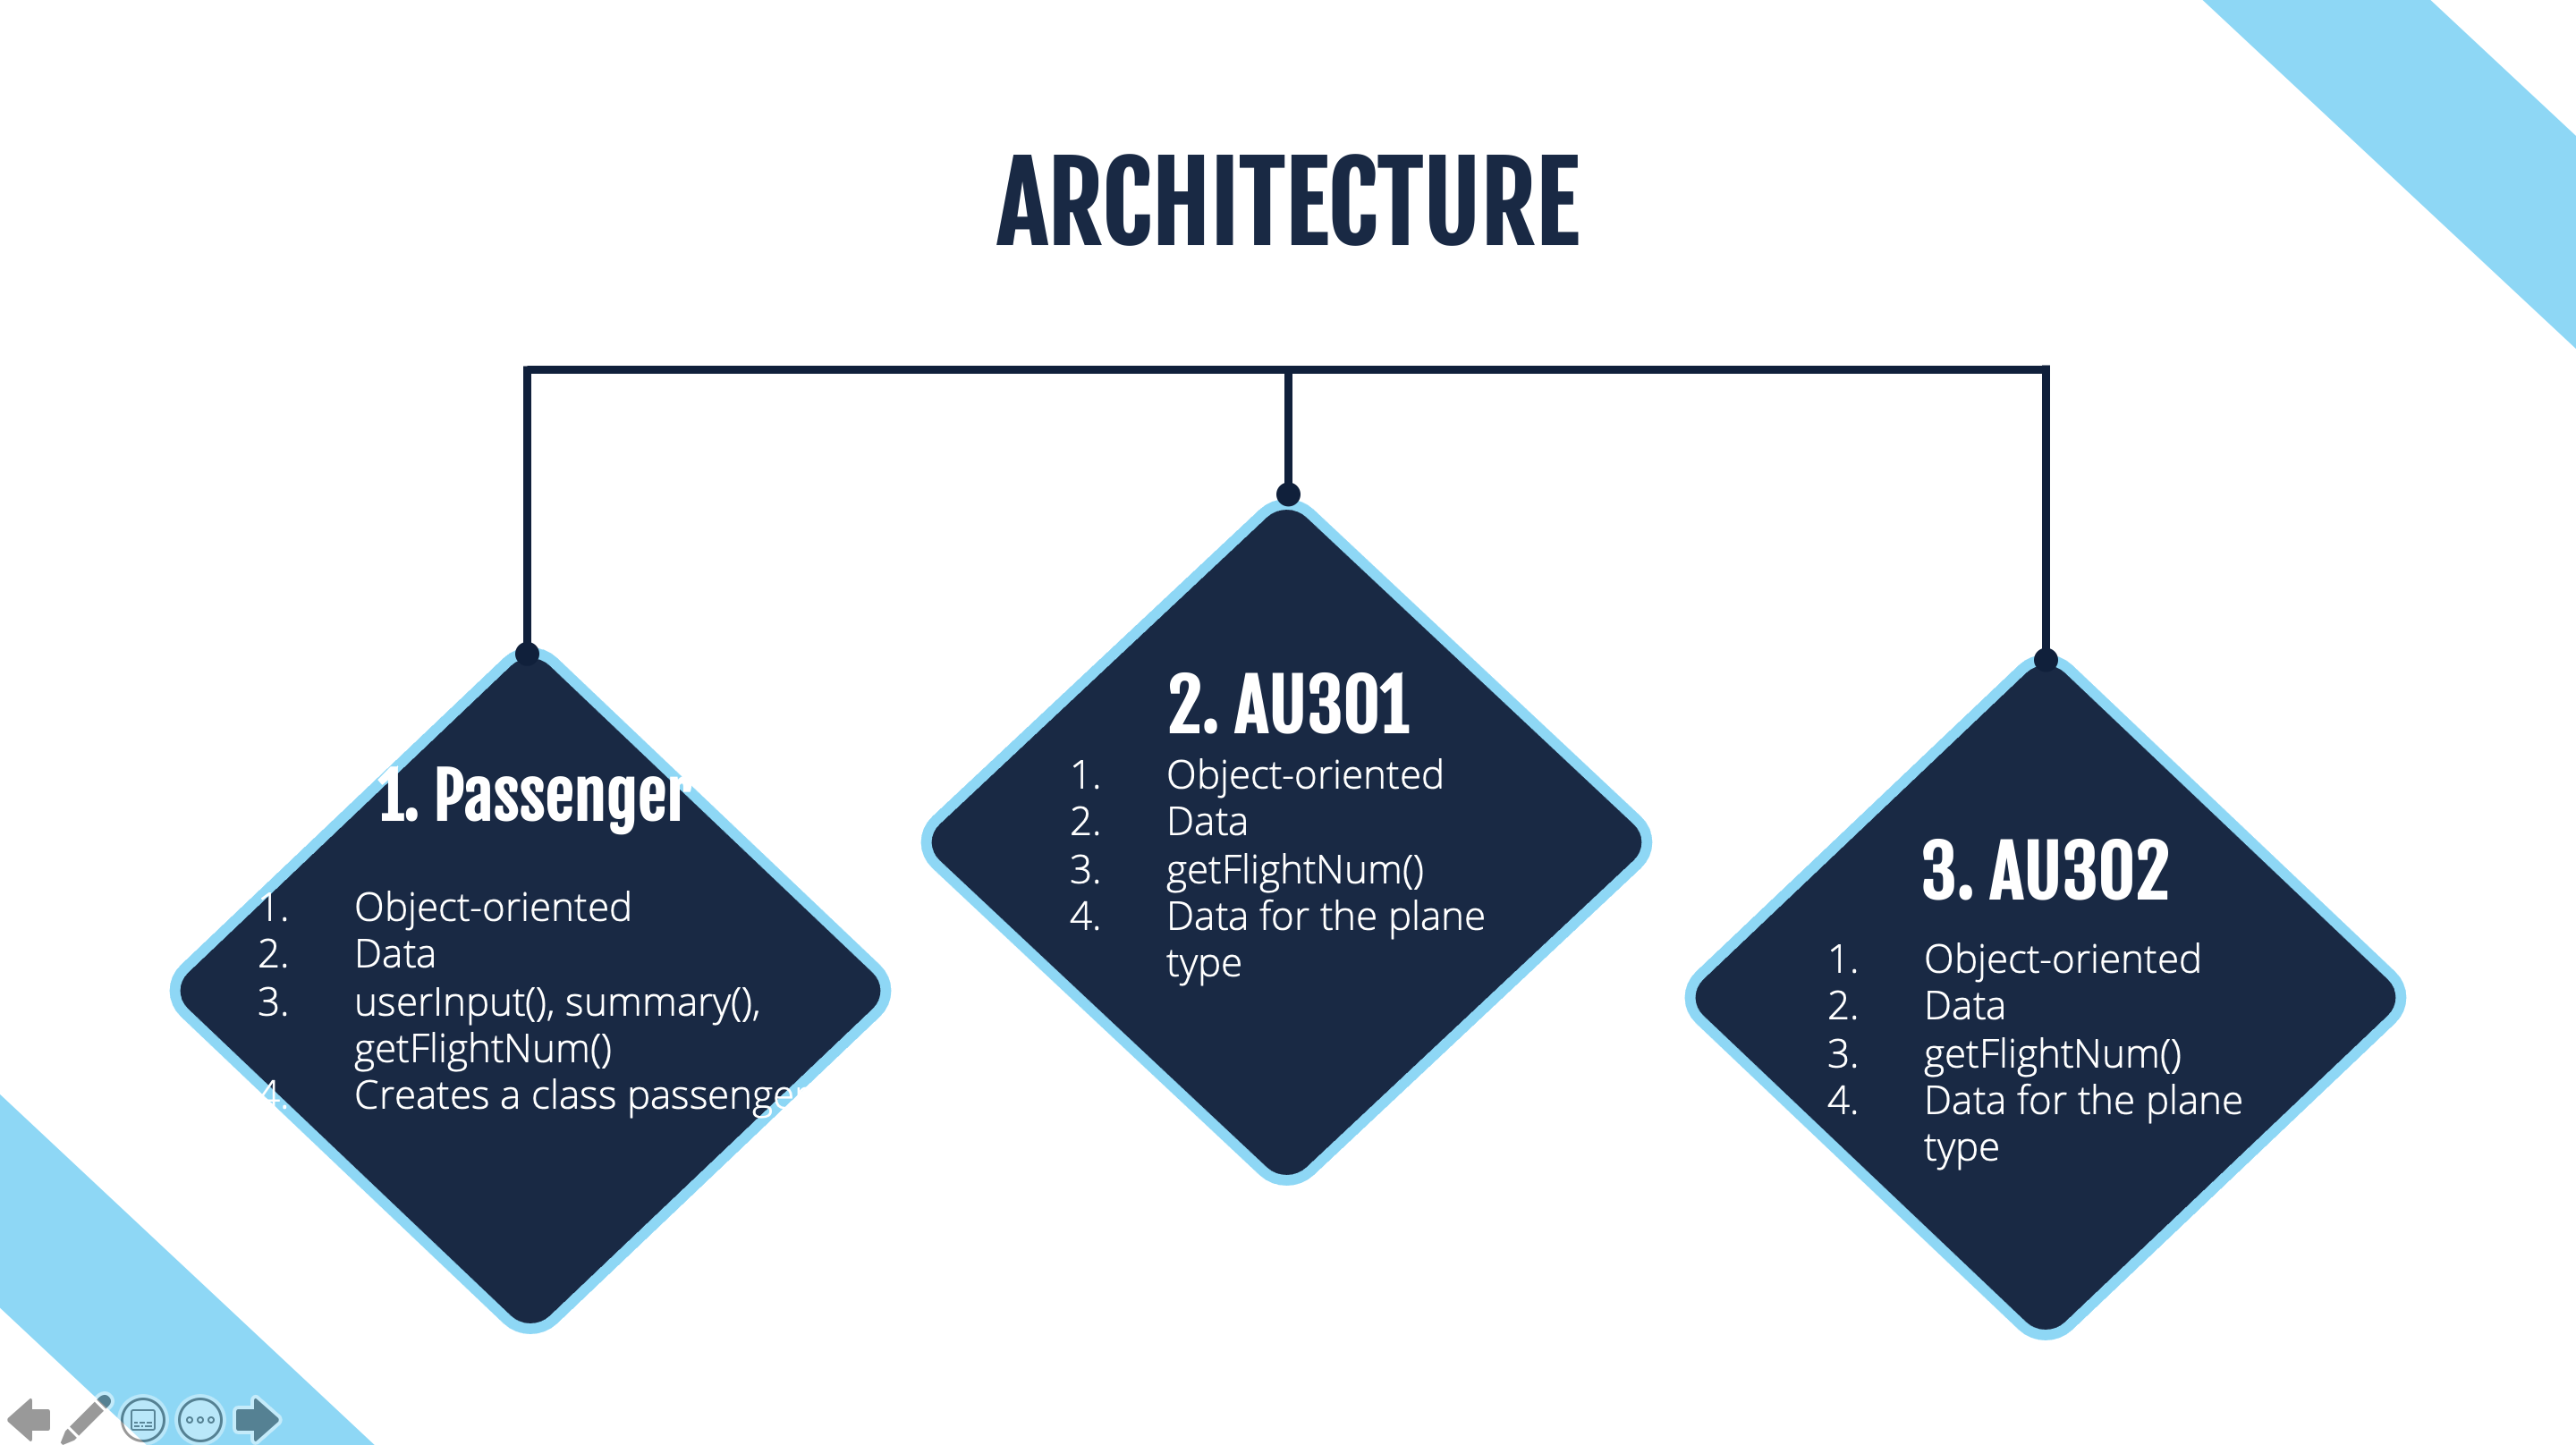 ARCHITECTURE
1. Passenger
1. Object-oriented
2. Data
3. userInput(), summary(),
getFlightNum()
4. Creates a class passenger
2. AU301
1. Object-oriented
2. Data
3. getFlightNum()
4. Data for the plane
type
3. AU302
1. Object-oriented
2. Data
3. getFlightNum()
4. Data for the plane
type